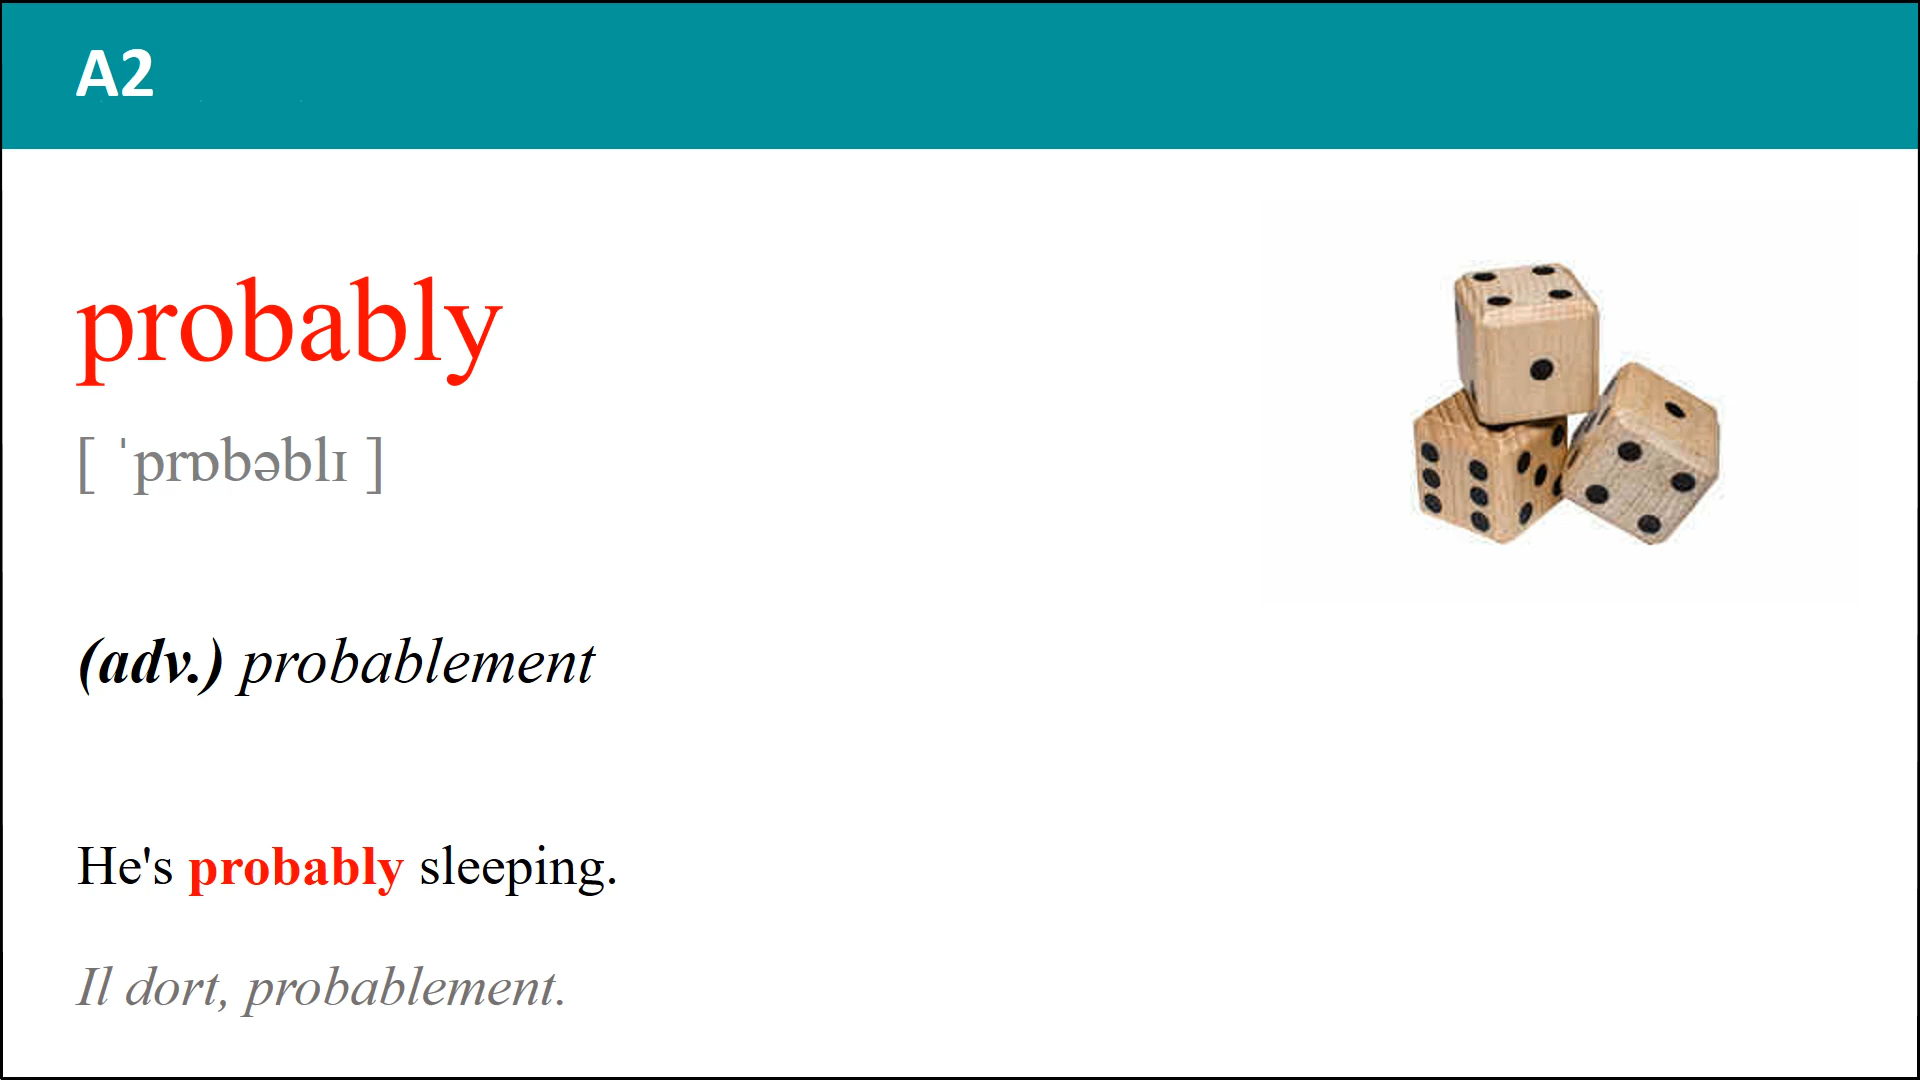 A2
probably
[ ˈprɒbəblɪ ]
(adv.) probablement
He's probably sleeping.
Il dort, probablement.